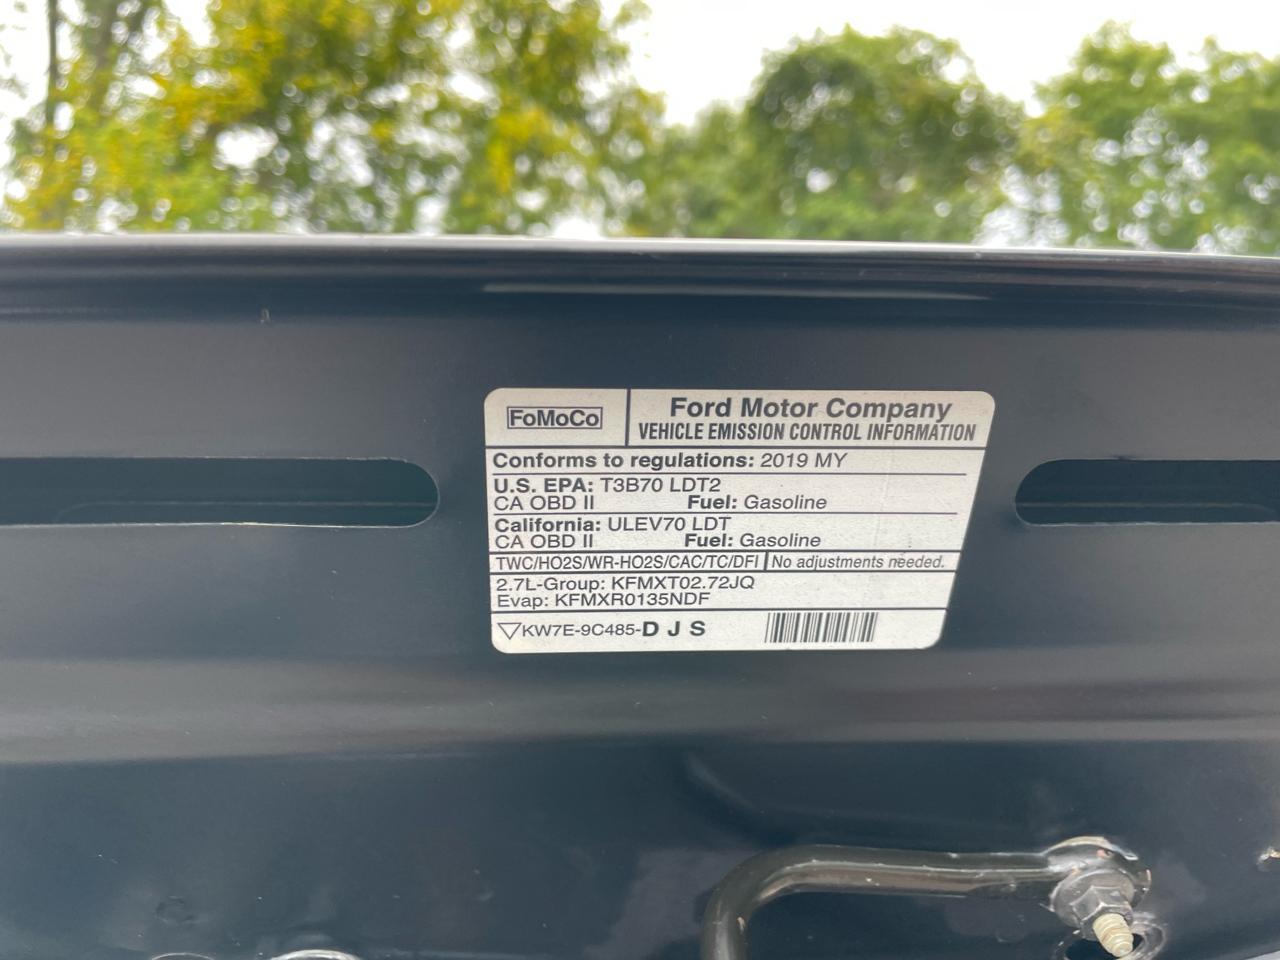 FoMoCo
Ford Motor Company
VEHICLE EMISSION CONTROL INFORMATION
Conforms to regulations: 2019 MY
U.S. EPA: T3B70 LDT2
CA OBD II Fuel: Gasoline
California: ULEV70 LDT
CA OBD II Fuel: Gasoline
TWC/HO2S/WR-HO2S/CAC/TC/DFI No adjustments needed.
2.7L-Group: KFMXT02.72JQ
Evap: KFMXR0135NDF
KW7E-9C485-D J S